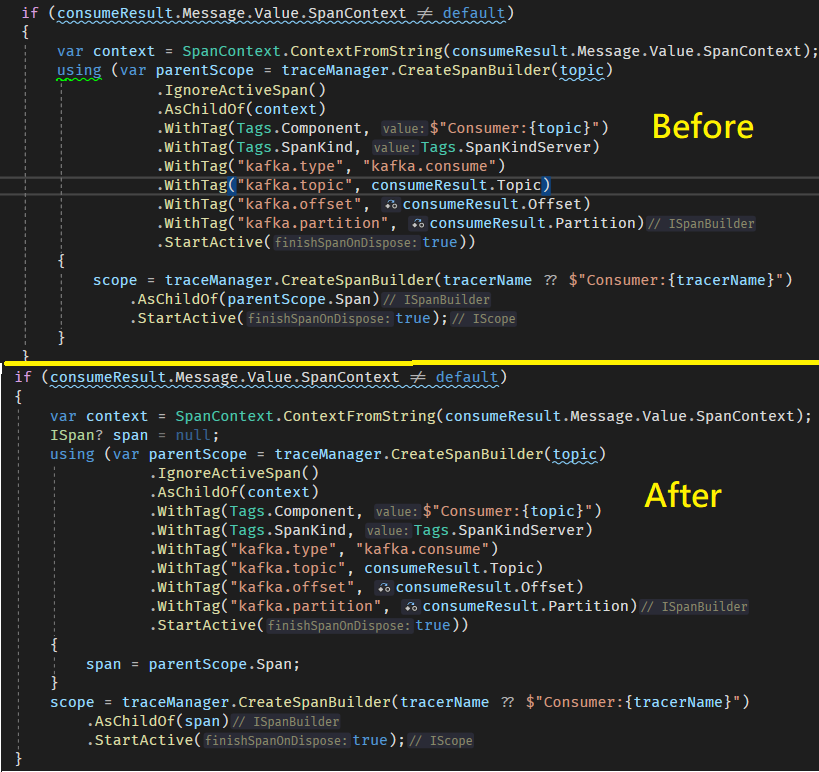 if (consumeResult.Message.Value.SpanContext ≠ default)
{
var context = SpanContext.ContextFromString(consumeResult.Message.Value.SpanContext);
using (var parentScope = traceManager.CreateSpanBuilder(topic)
.IgnoreActiveSpan()
.AsChildOf(context)
Before
.WithTag(Tags.Component, value: $"Consumer:{topic}")
.WithTag(Tags.SpanKind, value: Tags.SpanKindServer)
.WithTag("kafka.type", "kafka.consume")
.WithTag("kafka.topic", consumeResult.Topic)
.WithTag("kafka.offset", consumeResult.Offset)
.WithTag("kafka.partition", consumeResult.Partition) // ISpanBuilder
.StartActive(finishSpanOnDispose: true))
{
scope = traceManager.CreateSpanBuilder(tracerName ?? $"Consumer:{tracerName}")
.AsChildOf(parentScope.Span) // ISpanBuilder
.StartActive(finishSpanOnDispose: true); // IScope
}
}
if (consumeResult.Message.Value.SpanContext ≠ default)
{
var context = SpanContext.ContextFromString(consumeResult.Message.Value.SpanContext);
ISpan? span = null;
using (var parentScope = traceManager.CreateSpanBuilder(topic)
.IgnoreActiveSpan()
.AsChildOf(context)
After
.WithTag(Tags.Component, value: $"Consumer:{topic}")
.WithTag(Tags.SpanKind, value: Tags.SpanKindServer)
.WithTag("kafka.type", "kafka.consume")
.WithTag("kafka.topic", consumeResult.Topic)
.WithTag("kafka.offset", consumeResult.Offset)
.WithTag("kafka.partition", consumeResult.Partition) // ISpanBuilder
.StartActive(finishSpanOnDispose: true))
{
span = parentScope.Span;
}
scope = traceManager.CreateSpanBuilder(tracerName ?? $"Consumer:{tracerName}")
.AsChildOf(span) // ISpanBuilder
.StartActive(finishSpanOnDispose: true); // IScope
}